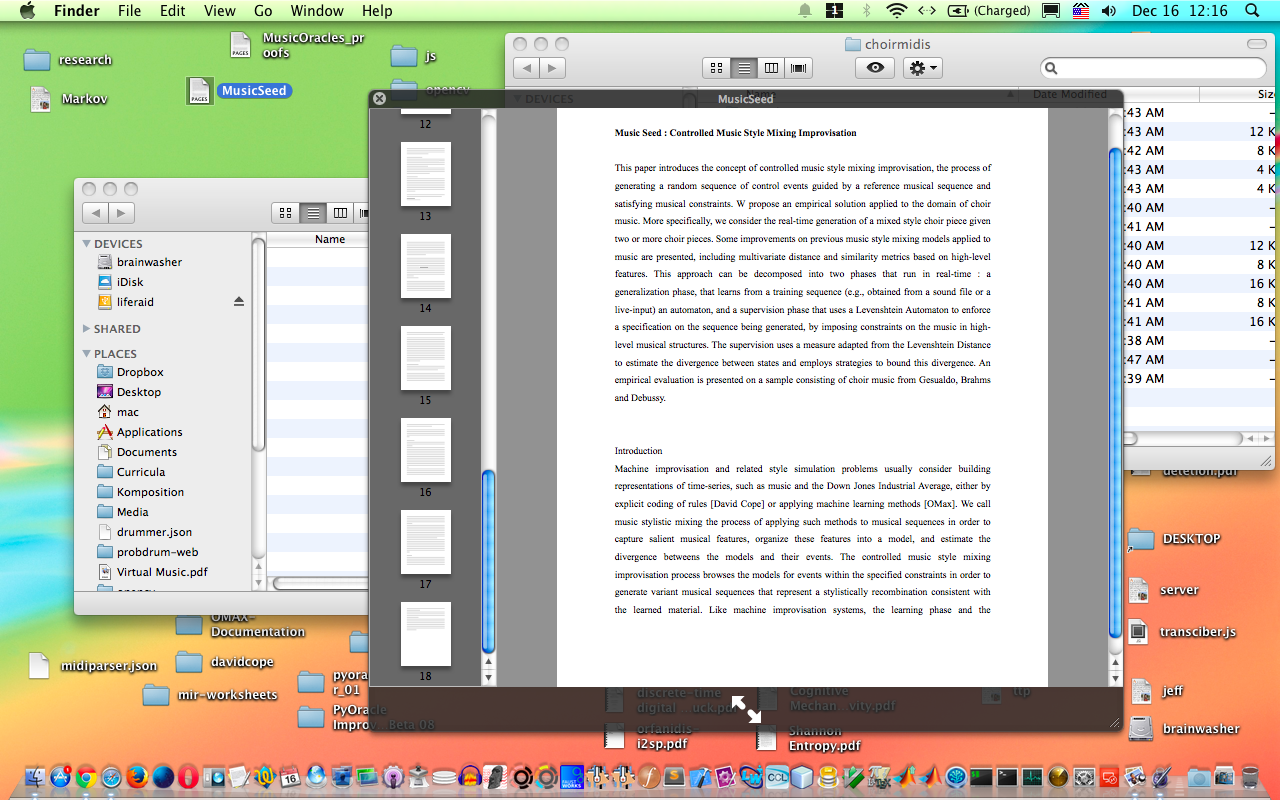 Finder File Edit View Go Window Help
1
(Charged)
Dec 16 12:16
research
PAGES
MusicOracles_pr
oofs
js
Markov
PAGES
MusicSeed
opencv
choirmidis
DEVICES
Date Modified
Size
:43 AM
:43 AM 12 K
:42 AM 8 K
:43 AM 4 K
:43 AM 4 K
:40 AM
:41 AM
:40 AM 12 K
:40 AM 8 K
:40 AM 16 K
:41 AM 8 K
:41 AM 16 K
:38 AM
:47 AM
:39 AM
Name
DEVICES
brainwasher
iDisk
liferaid
SHARED
PLACES
Dropbox
Desktop
mac
Applications
Documents
Curricula
Komposition
Media
drummer.json
probdrum-web
Virtual Music.pdf
MusicSeed
12
13
14
15
16
17
18
Music Seed : Controlled Music Style Mixing Improvisation
This paper introduces the concept of controlled music style mixing improvisation, the process of
generating a random sequence of control events guided by a reference musical sequence and
satisfying musical constraints. W propose an empirical solution applied to the domain of choir
music. More specifically, we consider the real-time generation of a mixed style choir piece given
two or more choir pieces. Some improvements on previous music style mixing models applied to
music are presented, including multivariate distance and similarity metrics based on high-level
features. This approach can be decomposed into two phases that run in real-time : a
generalization phase, that learns from a training sequence (e.g., obtained from a sound file or a
live-input) an automaton, and a supervision phase that uses a Levenshtein Automaton to enforce
a specification on the sequence being generated, by imposing constraints on the music in high-
level musical structures. The supervision uses a measure adapted from the Levenshtein Distance
to estimate the divergence between states and employs strategies to bound this divergence. An
empirical evaluation is presented on a sample consisting of choir music from Gesualdo, Brahms
and Debussy.
Introduction
Machine improvisation and related style simulation problems usually consider building
representations of time-series, such as music and the Down Jones Industrial Average, either by
explicit coding of rules [David Cope] or applying machine learning methods [OMax]. We call
music stylistic mixing the process of applying such methods to musical sequences in order to
capture salient musical features, organize these features into a model, and estimate the
divergence betweens the models and their events. The controlled music style mixing
improvisation process browses the models for events within the specified constraints in order to
generate variant musical sequences that represent a stylistically recombination consistent with
the learned material. Like machine improvisation systems, the learning phase and the
deletion.pdf
DESKTOP
server
transciber.js
jeff
brainwasher
OMAX-
Documentation
midiparser.json
davidcope
mir-worksheets
pyora
r_01
PyOracle
Improv...Beta 08
discrete-time
digital ...uck.pdf
Cognitive
Mechan...vity.pdf
ttp
orfanidis
i2sp.pdf
Shannon
Entropy.pdf
16
CCL